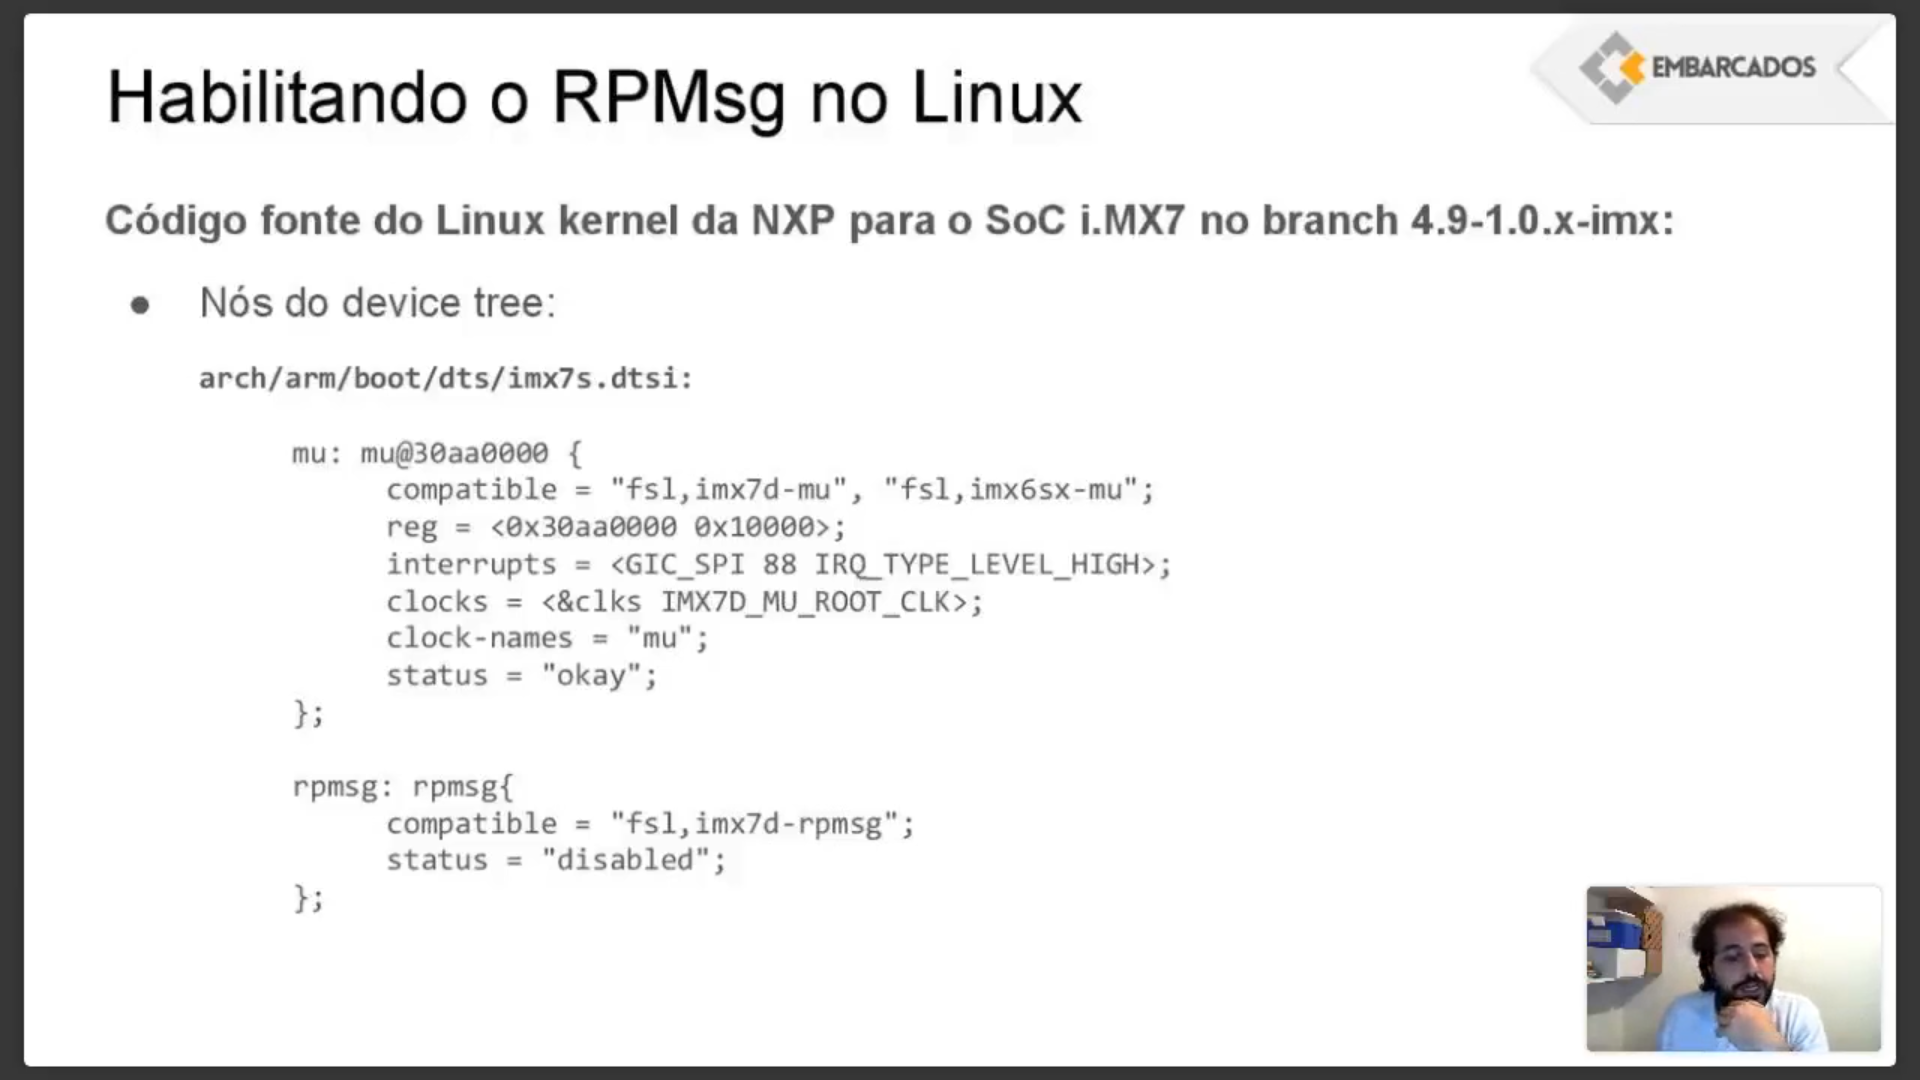 Habilitando o RPMsg no Linux
EMBARCADOS
Código fonte do Linux kernel da NXP para o SoC i.MX7 no branch 4.9-1.0.x-imx:
● Nós do device tree:
arch/arm/boot/dts/imx7s.dtsi:
mu: mu@30aa0000 {
compatible = "fsl,imx7d-mu", "fsl,imx6sx-mu";
reg = <0x30aa0000 0x10000>;
interrupts = <GIC_SPI 88 IRQ_TYPE_LEVEL_HIGH>;
clocks = <&clks IMX7D_MU_ROOT_CLK>;
clock-names = "mu";
status = "okay";
};
rpmsg: rpmsg{
compatible = "fsl,imx7d-rpmsg";
status = "disabled";
};